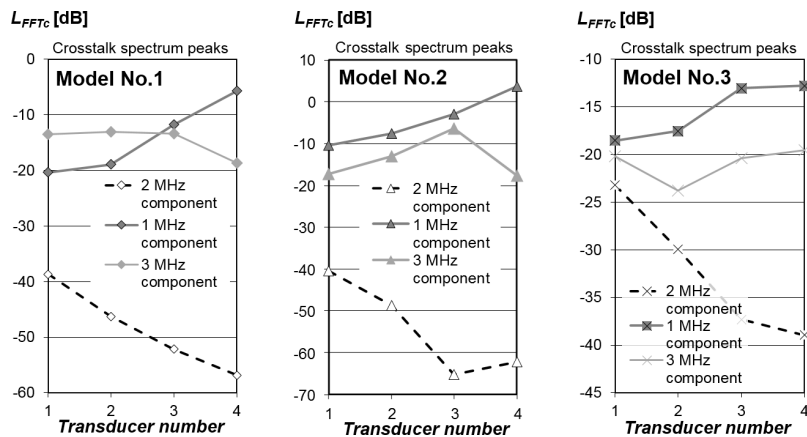 L_FFTc [dB]
Crosstalk spectrum peaks
0
Model No.1
-10
-20
-30
-40
-50
-60
2 MHz
component
1 MHz
component
3 MHz
component
1 2 3 4
Transducer number
L_FFTc [dB]
Crosstalk spectrum peaks
10
Model No.2
0
-10
-20
-30
-40
-50
-60
-70
2 MHz
component
1 MHz
component
3 MHz
component
1 2 3 4
Transducer number
L_FFTc [dB]
Crosstalk spectrum peaks
-10
Model No.3
-15
-20
-25
-30
-35
-40
-45
2 MHz
component
1 MHz
component
3 MHz
component
1 2 3 4
Transducer number